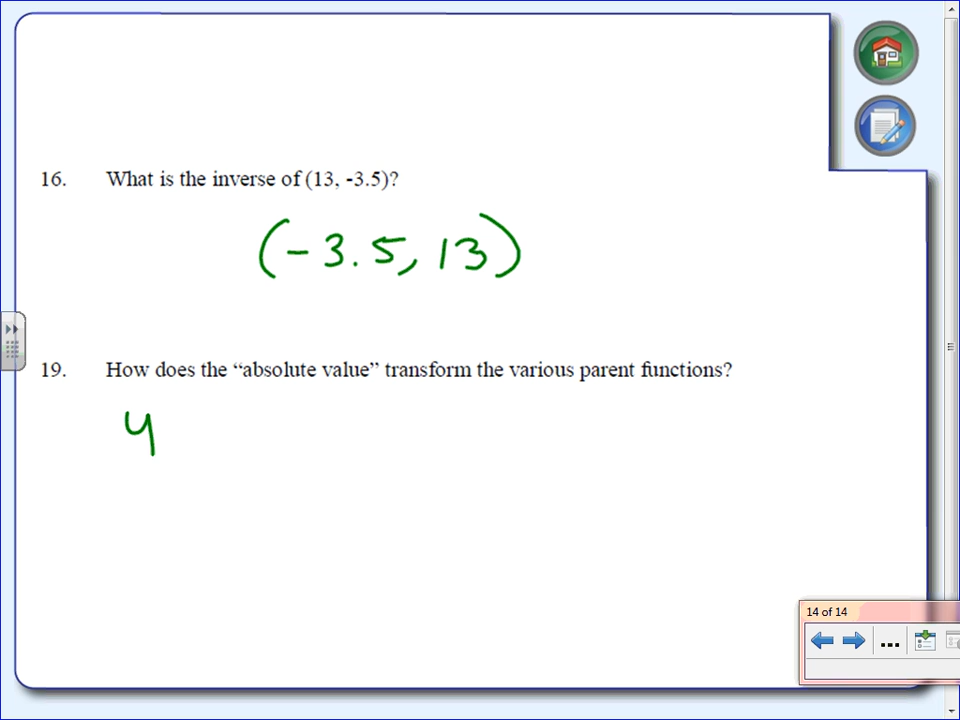 16. What is the inverse of (13, -3.5)?
(-3.5, 13)
19. How does the “absolute value” transform the various parent functions?
y
14 of 14